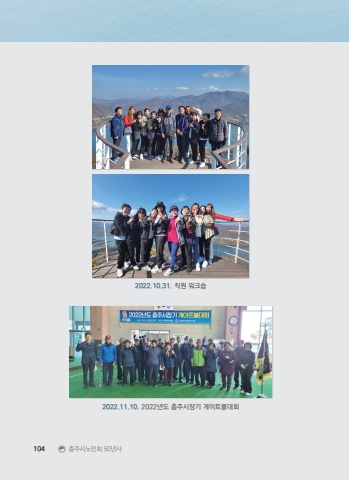 2022.10.31. 직원 워크숍
2022년도 충주시장기 게이트볼대회
2022.11.10. 2022년도 충주시장기 게이트볼대회
104 충주시노인회 50년사